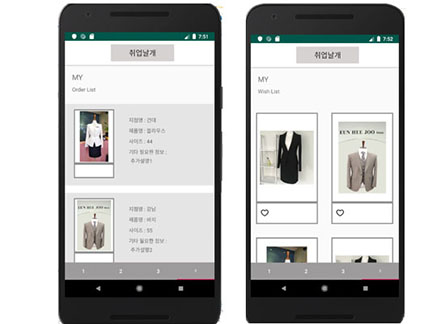 7:51
취업날개
MY
Order List
지점명 : 건대
제품명 : 블라우스
사이즈 : 44
기타 필요한 정보 :
추가설명1
지점명 : 강남
제품명 : 바지
사이즈 : 55
기타 필요한 정보 :
추가설명2
1 2 3
7:52
취업날개
MY
Wish List
EUN HEE JOO
1 2 3